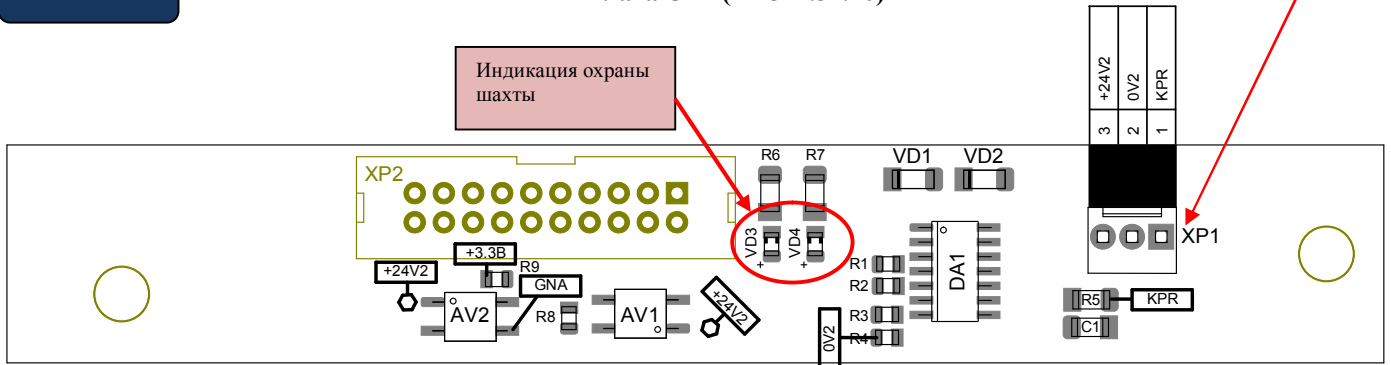 Индикация охраны
шахты
+24V2
0V2
KPR
3
2
1
XP2
R6
R7
VD1
VD2
VD3
+
VD4
+
XP1
+3.3В
+24V2
R9
GNA
AV2
R8
AV1
+24V2
R1
R2
R3
R4
0V2
DA1
R5
KPR
C1